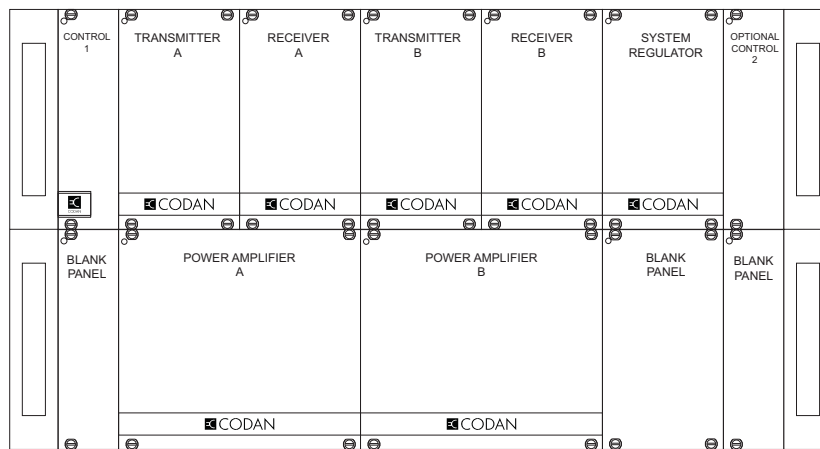 CONTROL
1
TRANSMITTER
A
RECEIVER
A
TRANSMITTER
B
RECEIVER
B
SYSTEM
REGULATOR
OPTIONAL
CONTROL
2
CODAN
CODAN
CODAN
CODAN
CODAN
CODAN
BLANK
PANEL
POWER AMPLIFIER
A
POWER AMPLIFIER
B
BLANK
PANEL
BLANK
PANEL
CODAN
CODAN